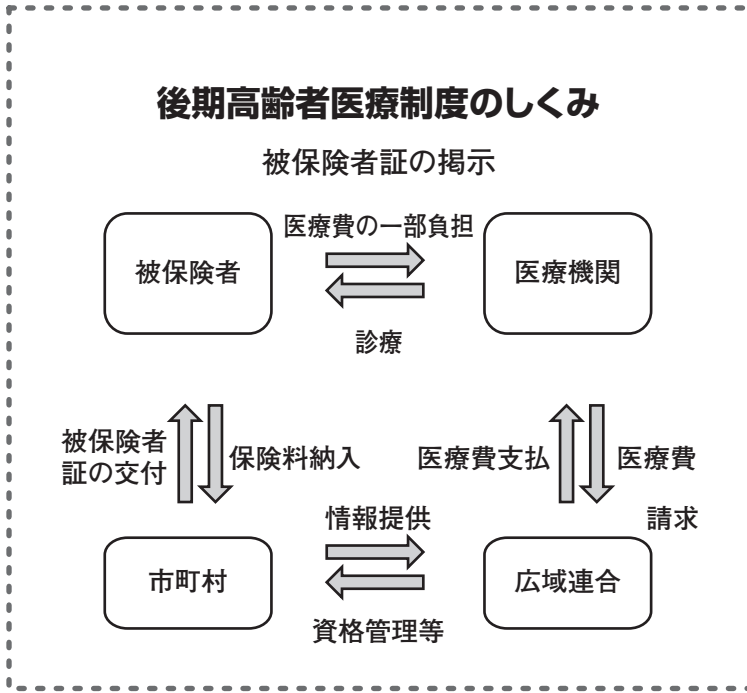 後期高齢者医療制度のしくみ
被保険者証の掲示
医療費の一部負担
被保険者
医療機関
診療
被保険者
証の交付
保険料納入
医療費支払
医療費
請求
情報提供
市町村
広域連合
資格管理等